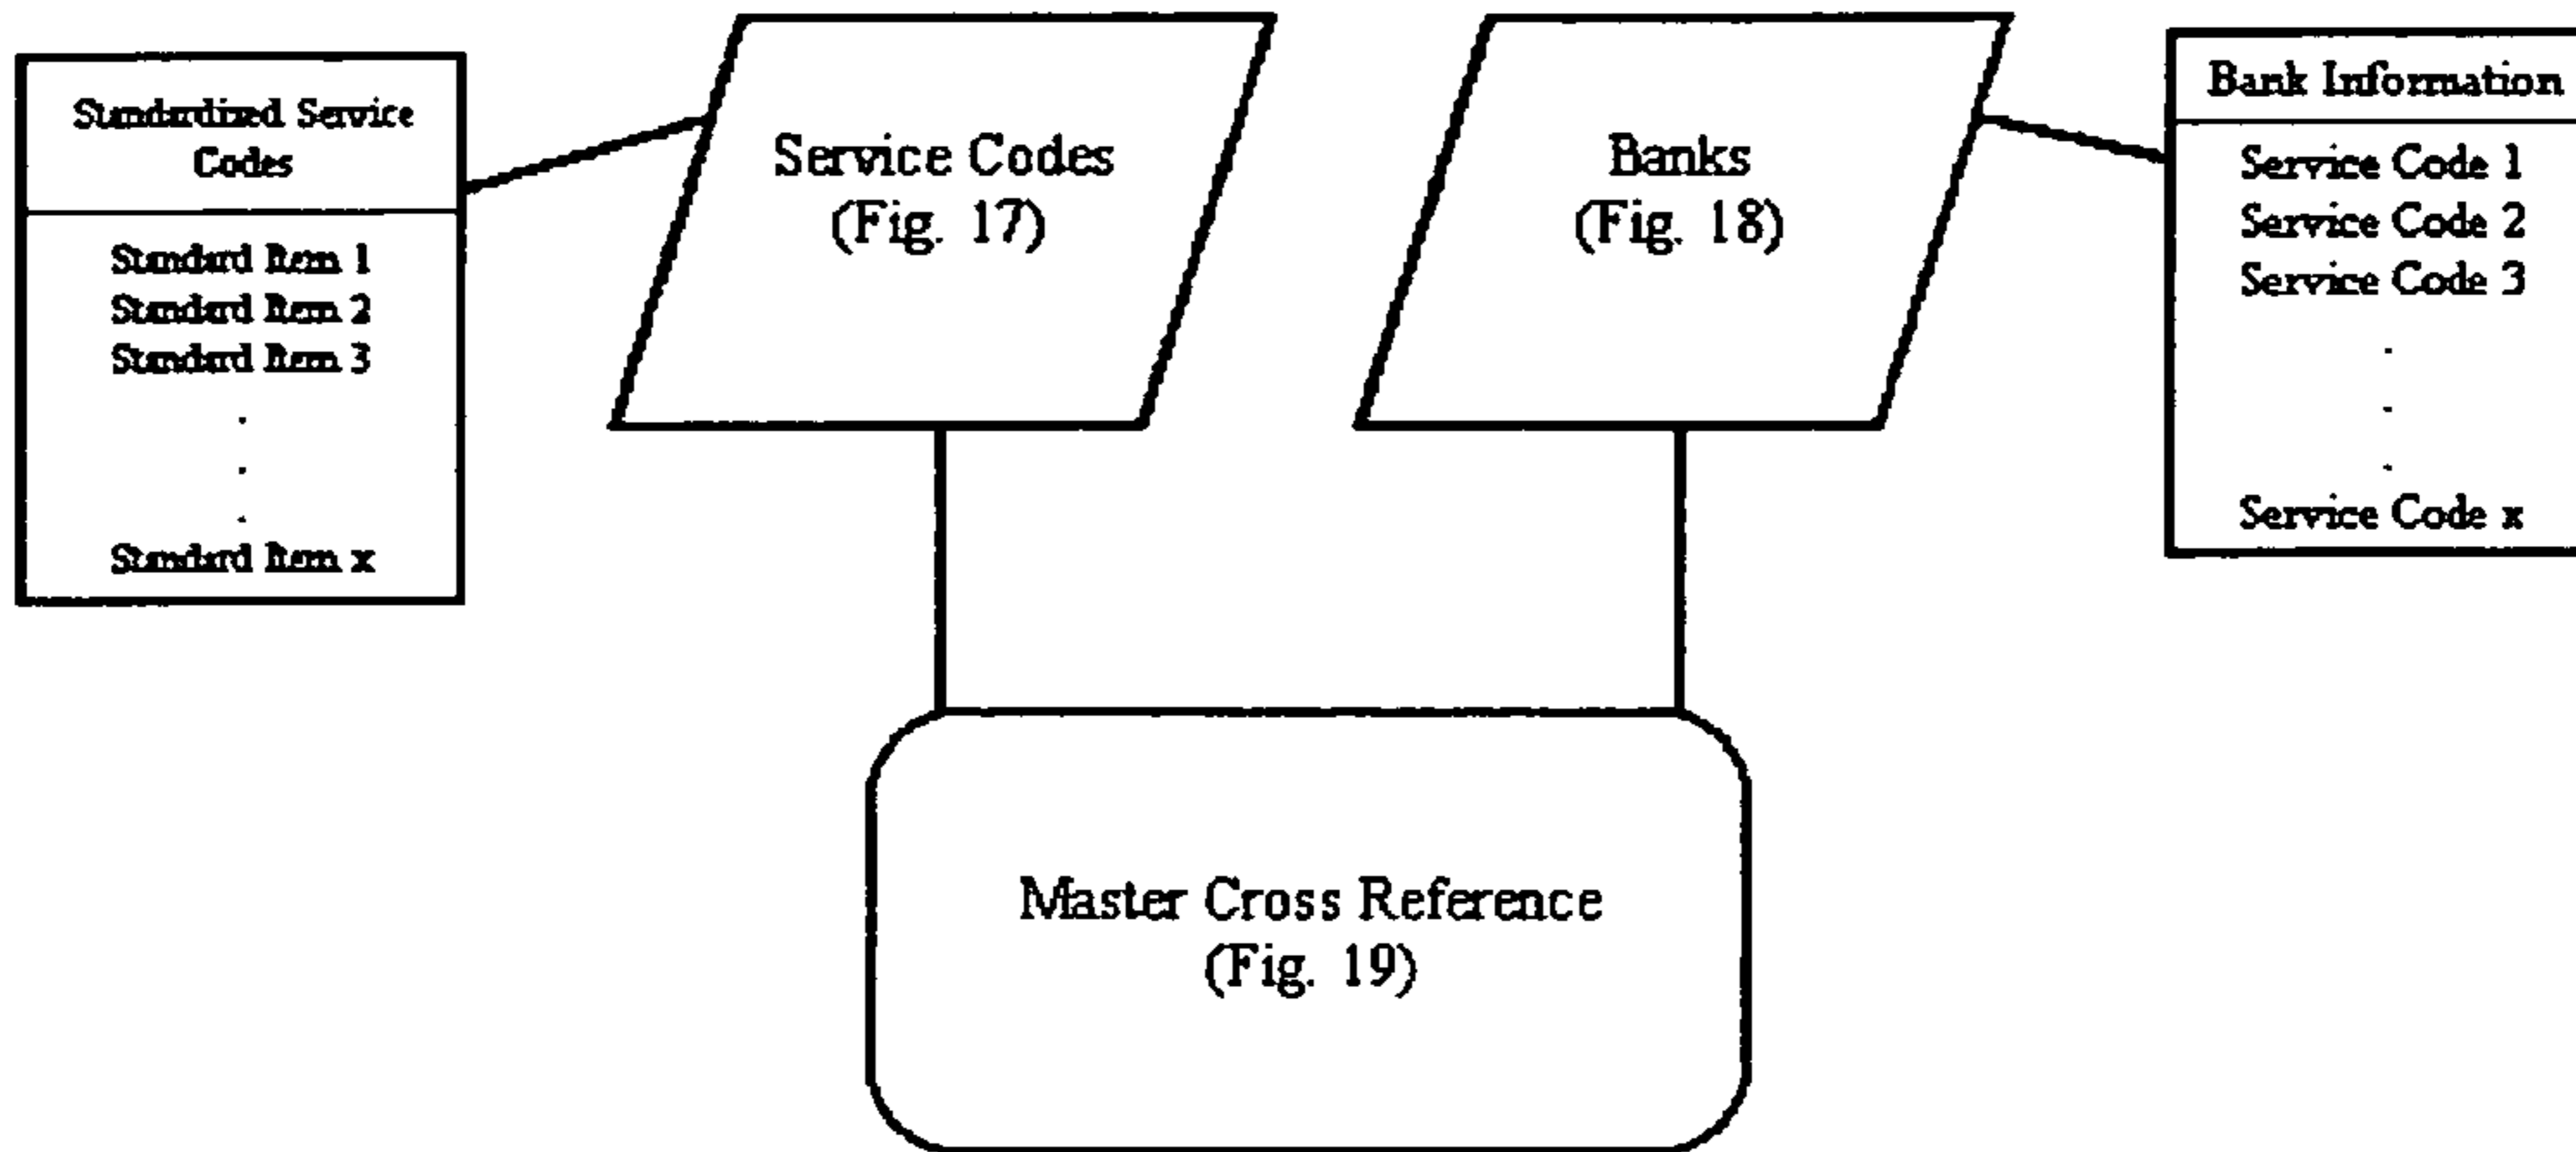 Standardized Service
Codes
Standard Item 1
Standard Item 2
Standard Item 3
.
.
.
Standard Item x
Service Codes
(Fig. 17)
Banks
(Fig. 18)
Bank Information
Service Code 1
Service Code 2
Service Code 3
.
.
.
Service Code x
Master Cross Reference
(Fig. 19)